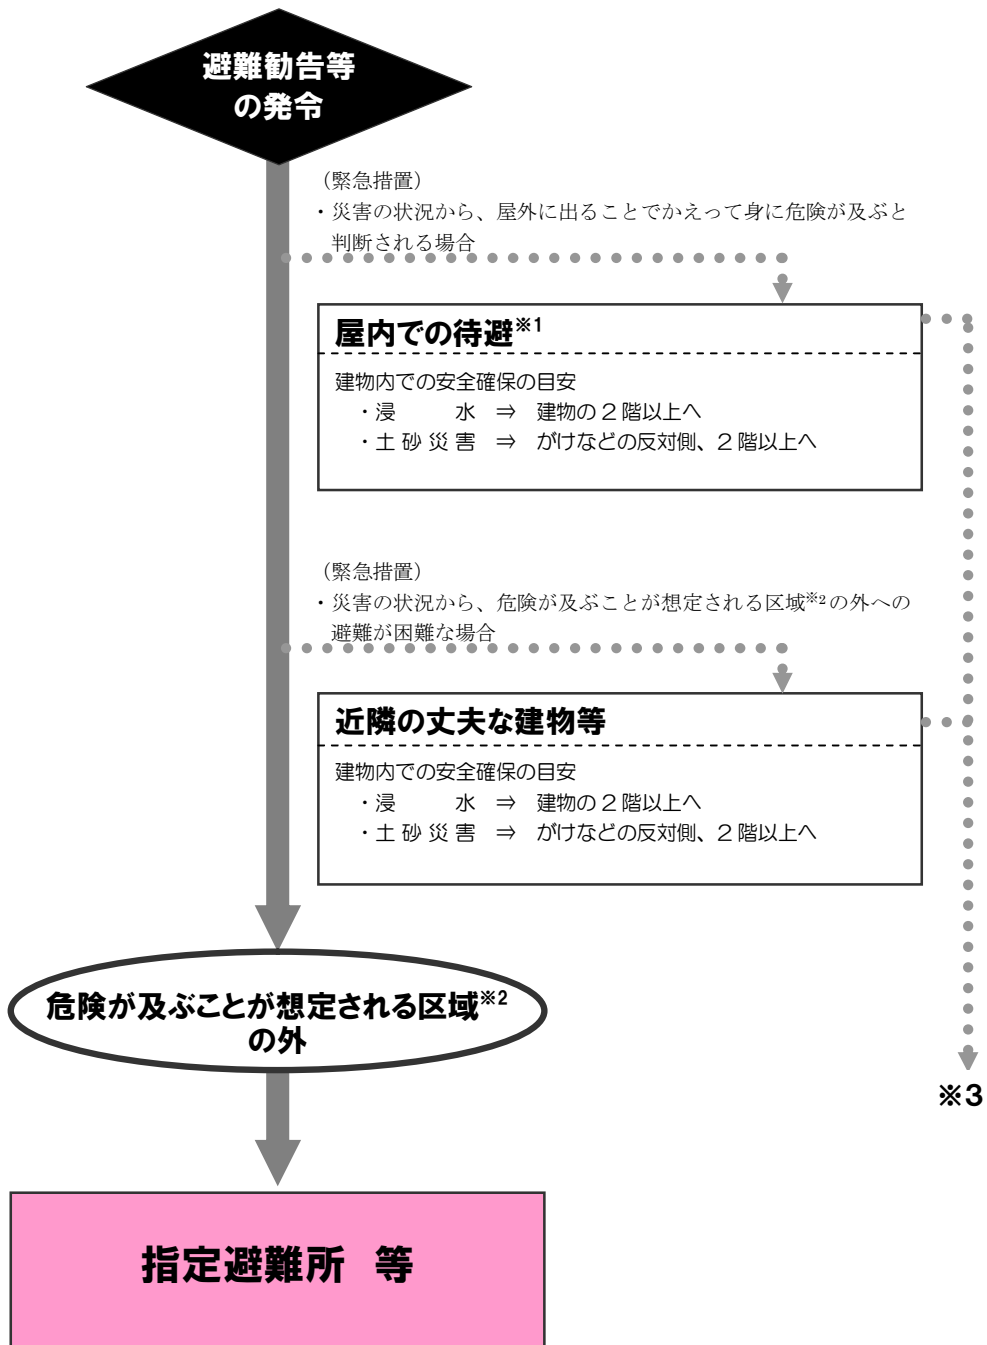 避難勧告等
の発令
（緊急措置）
・災害の状況から、屋外に出ることでかえって身に危険が及ぶと
判断される場合
屋内での待避※1
建物内での安全確保の目安
・浸　　　水　⇒　建物の２階以上へ
・土 砂 災 害　⇒　がけなどの反対側、２階以上へ
（緊急措置）
・災害の状況から、危険が及ぶことが想定される区域※2の外への
避難が困難な場合
近隣の丈夫な建物等
建物内での安全確保の目安
・浸　　　水　⇒　建物の２階以上へ
・土 砂 災 害　⇒　がけなどの反対側、２階以上へ
危険が及ぶことが想定される区域※2
の外
※3
指定避難所　等